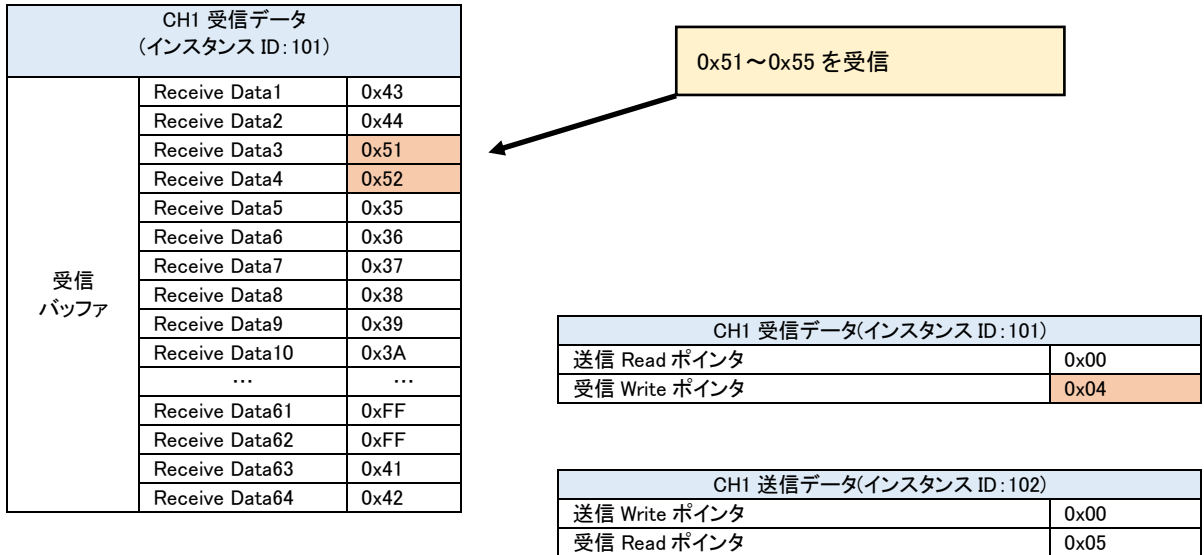 CH1 受信データ
(インスタンス ID:101)
受信
バッファ
Receive Data1 0x43
Receive Data2 0x44
Receive Data3 0x51
Receive Data4 0x52
Receive Data5 0x35
Receive Data6 0x36
Receive Data7 0x37
Receive Data8 0x38
Receive Data9 0x39
Receive Data10 0x3A
… …
Receive Data61 0xFF
Receive Data62 0xFF
Receive Data63 0x41
Receive Data64 0x42
0x51～0x55 を受信
CH1 受信データ(インスタンス ID:101)
送信 Read ポインタ 0x00
受信 Write ポインタ 0x04
CH1 送信データ(インスタンス ID:102)
送信 Write ポインタ 0x00
受信 Read ポインタ 0x05